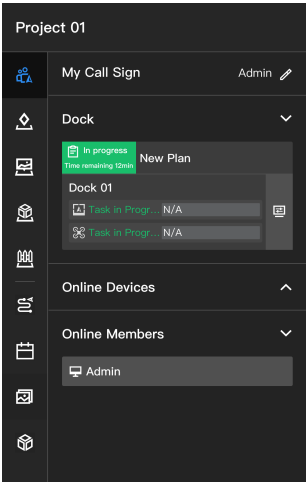 Project 01
My Call Sign
Admin
Dock
In progress
Time remaining 12min
New Plan
Dock 01
Task in Progr... N/A
Task in Progr... N/A
Online Devices
Online Members
Admin